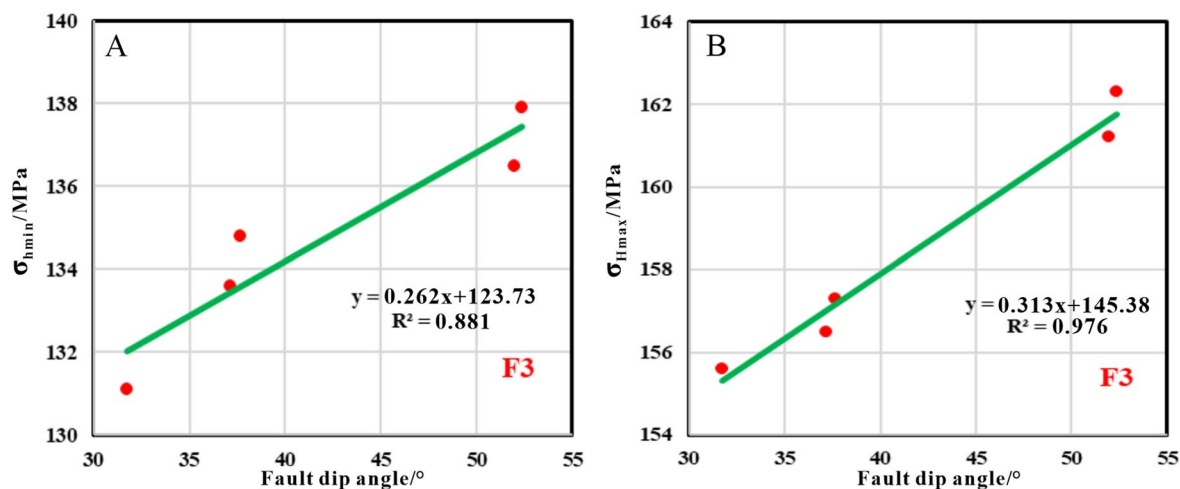 A
140
138
136
134
132
130
σhmin/MPa
y = 0.262x+123.73
R² = 0.881
F3
30 35 40 45 50 55
Fault dip angle/°
B
164
162
160
158
156
154
σHmax/MPa
y = 0.313x+145.38
R² = 0.976
F3
30 35 40 45 50 55
Fault dip angle/°